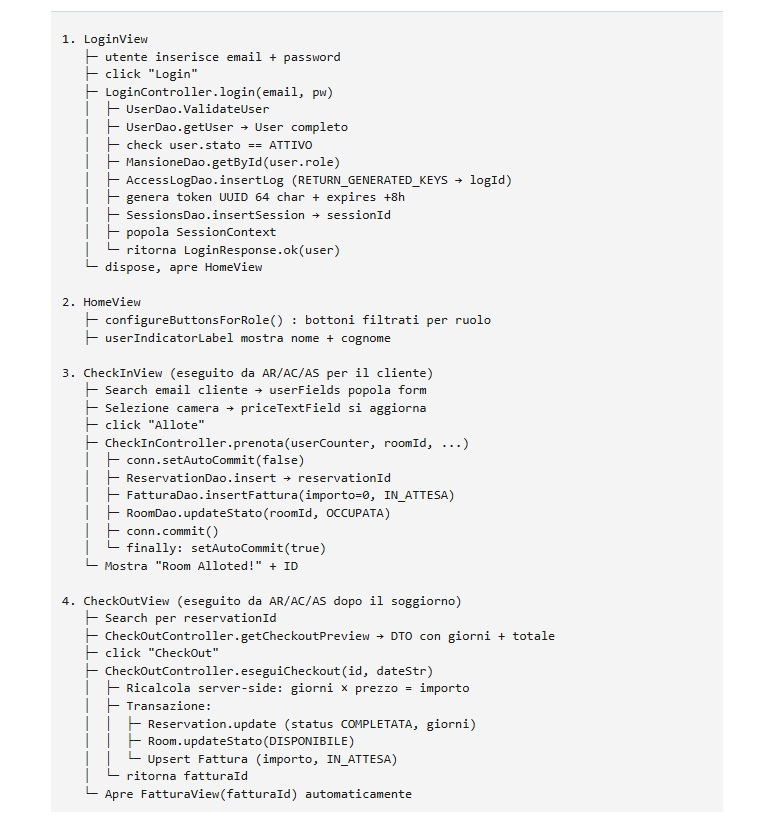 1. LoginView
├─ utente inserisce email + password
├─ click "Login"
├─ LoginController.login(email, pw)
│  ├─ UserDao.ValidateUser
│  ├─ UserDao.getUser → User completo
│  ├─ check user.stato == ATTIVO
│  ├─ MansioneDao.getById(user.role)
│  ├─ AccessLogDao.insertLog (RETURN_GENERATED_KEYS → logId)
│  ├─ genera token UUID 64 char + expires +8h
│  ├─ SessionsDao.insertSession → sessionId
│  ├─ popola SessionContext
│  └─ ritorna LoginResponse.ok(user)
└─ dispose, apre HomeView

2. HomeView
├─ configureButtonsForRole() : bottoni filtrati per ruolo
├─ userIndicatorLabel mostra nome + cognome

3. CheckInView (eseguito da AR/AC/AS per il cliente)
├─ Search email cliente → userFields popola form
├─ Selezione camera → priceTextField si aggiorna
├─ click "Allote"
├─ CheckInController.prenota(userCounter, roomId, ...)
│  ├─ conn.setAutoCommit(false)
│  ├─ ReservationDao.insert → reservationId
│  ├─ FatturaDao.insertFattura(importo=0, IN_ATTESA)
│  ├─ RoomDao.updateStato(roomId, OCCUPATA)
│  ├─ conn.commit()
│  └─ finally: setAutoCommit(true)
└─ Mostra "Room Alloted!" + ID

4. CheckOutView (eseguito da AR/AC/AS dopo il soggiorno)
├─ Search per reservationId
├─ CheckOutController.getCheckoutPreview → DTO con giorni + totale
├─ click "CheckOut"
├─ CheckOutController.eseguiCheckout(id, dateStr)
│  ├─ Ricalcola server-side: giorni × prezzo = importo
│  ├─ Transazione:
│  │  ├─ Reservation.update (status COMPLETATA, giorni)
│  │  ├─ Room.updateStato(DISPONIBILE)
│  │  └─ Upsert Fattura (importo, IN_ATTESA)
│  └─ ritorna fatturaId
└─ Apre FatturaView(fatturaId) automaticamente